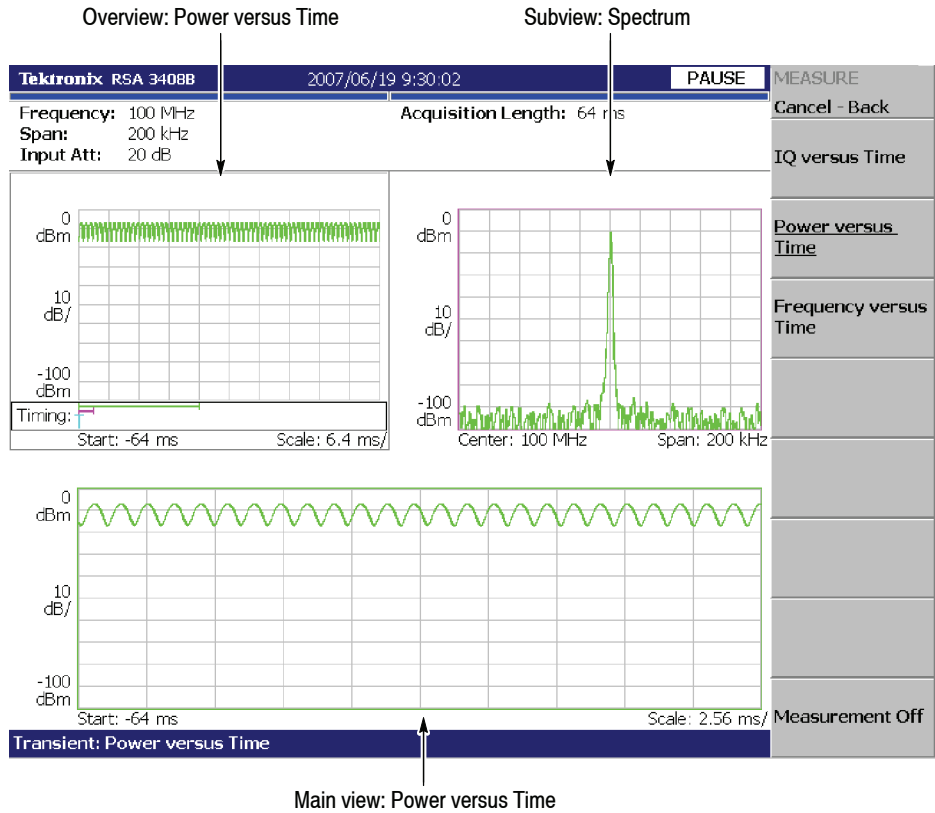 Overview: Power versus Time
Subview: Spectrum
Tektronix RSA 3408B 2007/06/19 9:30:02 PAUSE
Frequency: 100 MHz
Span: 200 kHz
Input Att: 20 dB
Acquisition Length: 64 ms
0
dBm
10
dB/
-100
dBm
Timing:
Start: -64 ms Scale: 6.4 ms/
0
dBm
10
dB/
-100
dBm
Center: 100 MHz Span: 200 kHz
0
dBm
10
dB/
-100
dBm
Start: -64 ms Scale: 2.56 ms/
Transient: Power versus Time
MEASURE
Cancel - Back
IQ versus Time
Power versus
Time
Frequency versus
Time
Measurement Off
Main view: Power versus Time